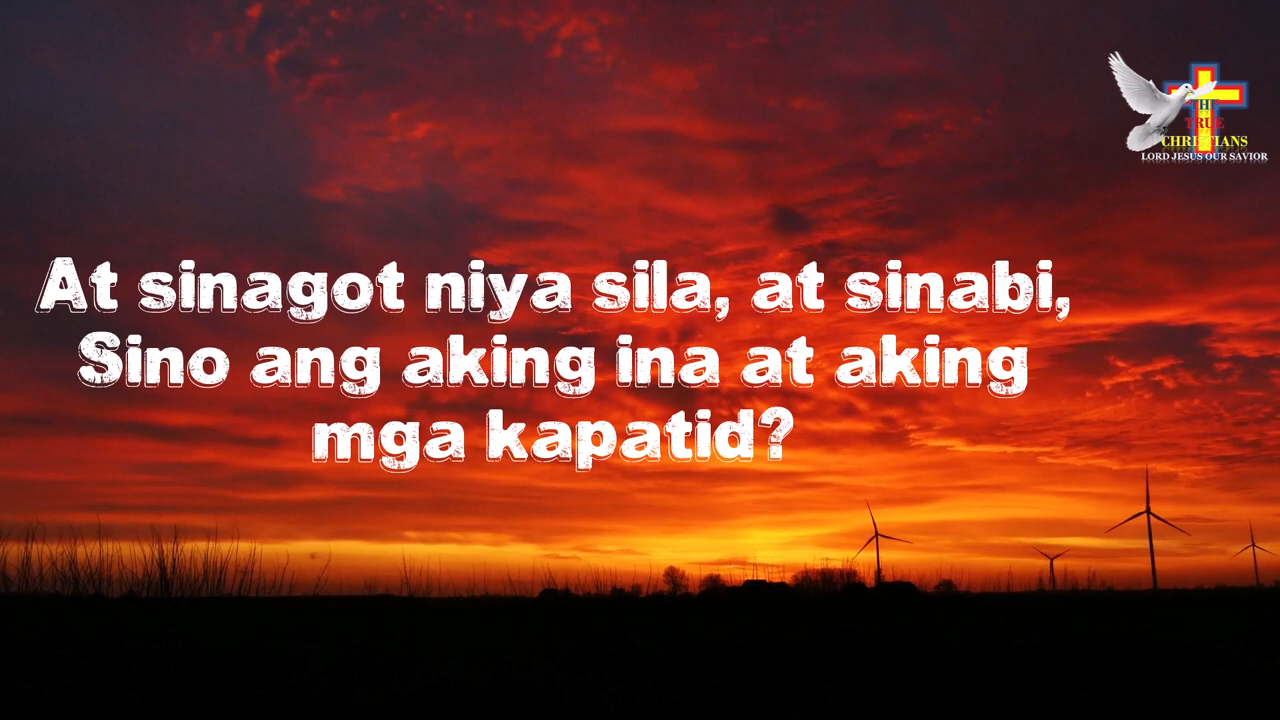 THE
TRUE
CHRISTIANS
LORD JESUS OUR SAVIOR
At sinagot niya sila, at sinabi,
Sino ang aking ina at aking
mga kapatid?